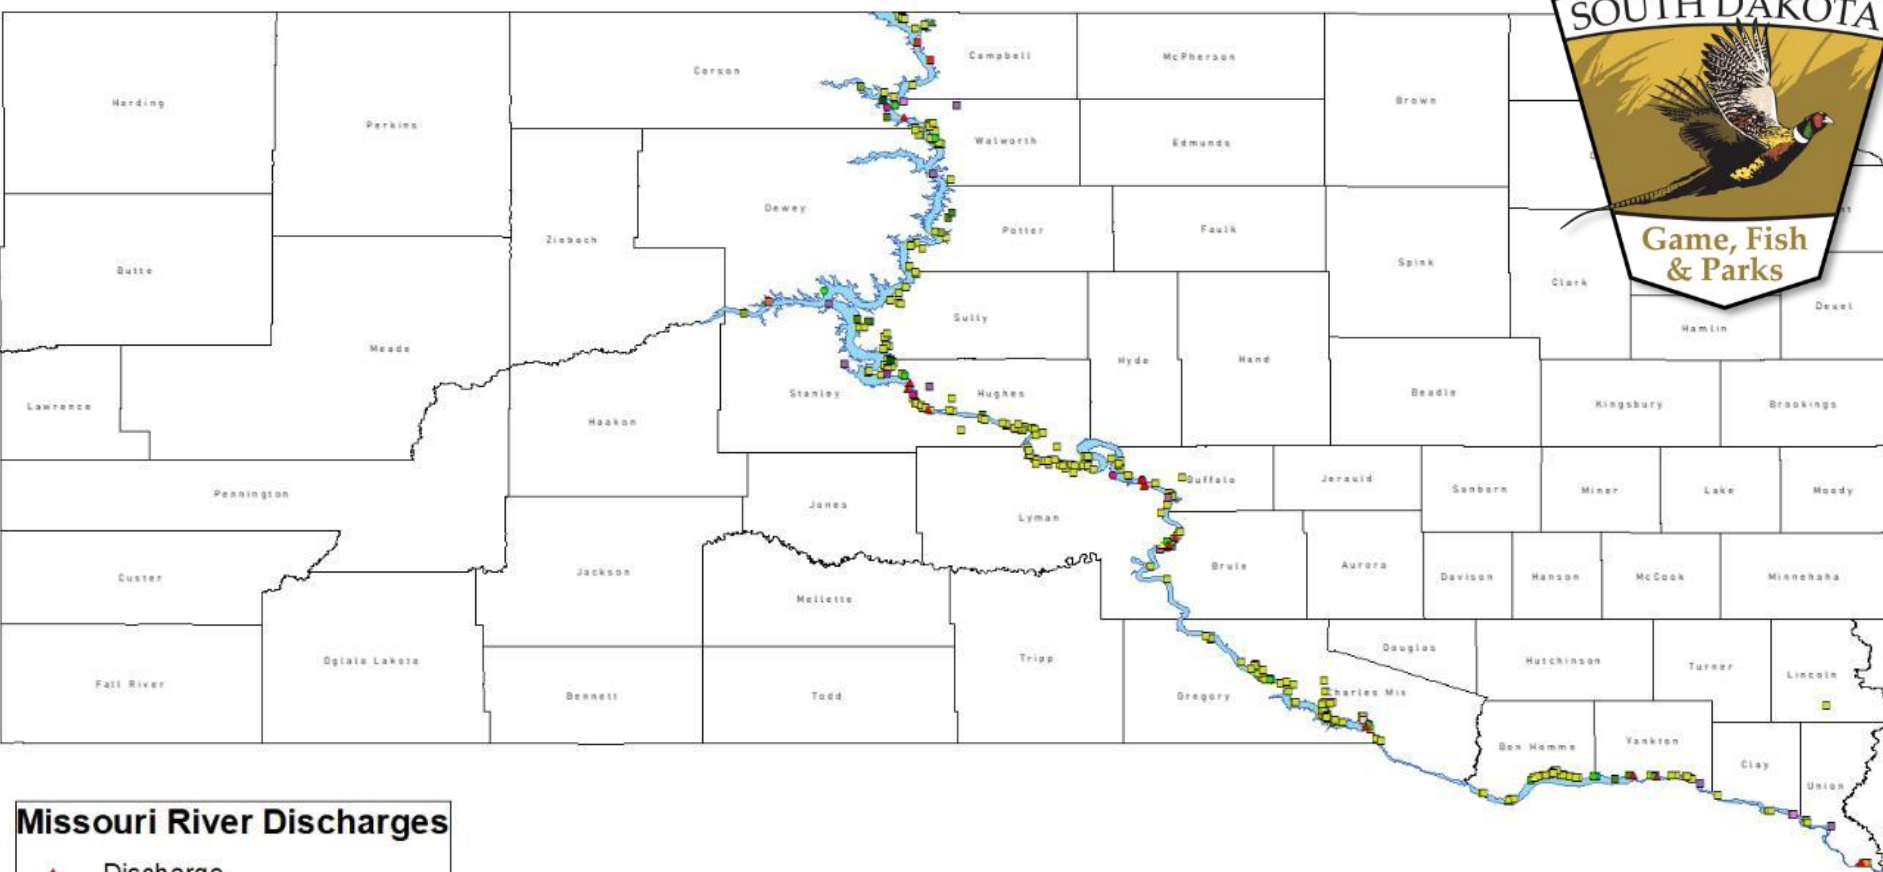 SOUTH DAKOTA
Game, Fish
& Parks
Harding
Perkins
Corson
Campbell
McPherson
Brown
Walworth
Edmunds
Butte
Ziebach
Dewey
Potter
Faulk
Spink
Clark
Deuel
Hamlin
Meade
Sully
Hyde
Hand
Lawrence
Haakon
Stanley
Hughes
Beadle
Kingsbury
Brookings
Pennington
Jones
Lyman
Buffalo
Jerauld
Sanborn
Miner
Lake
Moody
Custer
Jackson
Mellette
Brule
Aurora
Davison
Hanson
McCook
Minnehaha
Fall River
Oglala Lakota
Bennett
Todd
Tripp
Gregory
Charles Mix
Douglas
Hutchinson
Turner
Lincoln
Bon Homme
Yankton
Clay
Union
Missouri River Discharges
Discharge